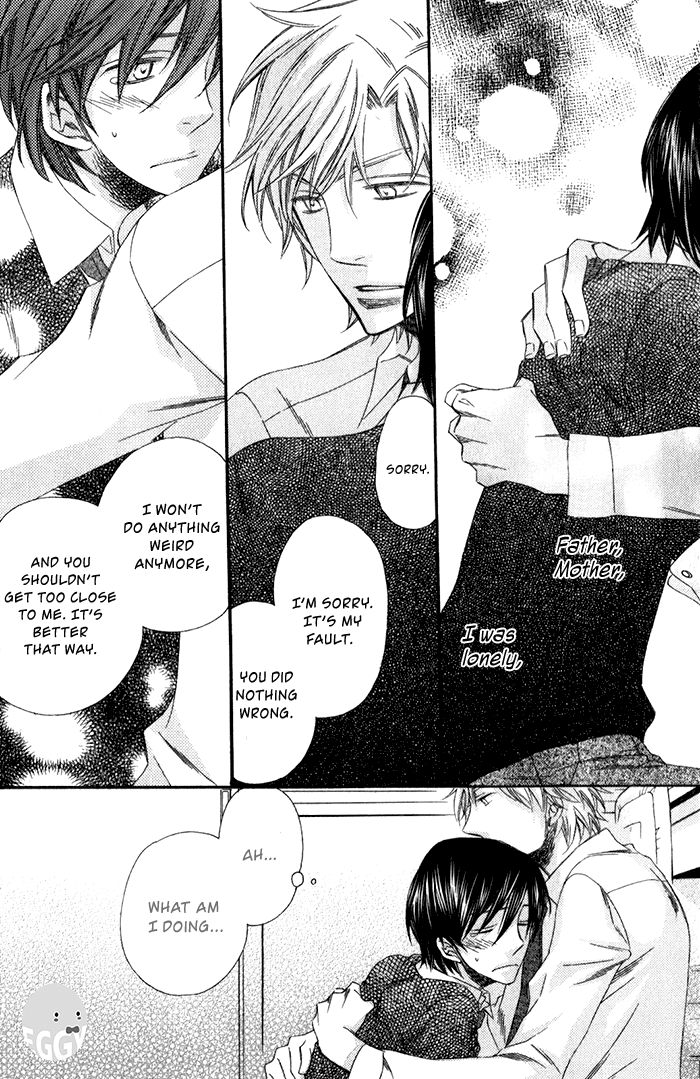 Father,
Mother,
I was
lonely,
SORRY.
I'M SORRY.
IT'S MY
FAULT.
YOU DID
NOTHING
WRONG.
I WON'T
DO ANYTHING
WEIRD
ANYMORE,
AND YOU
SHOULDN'T
GET TOO CLOSE
TO ME. IT'S
BETTER
THAT WAY.
AH...
WHAT AM
I DOING...
EGGY